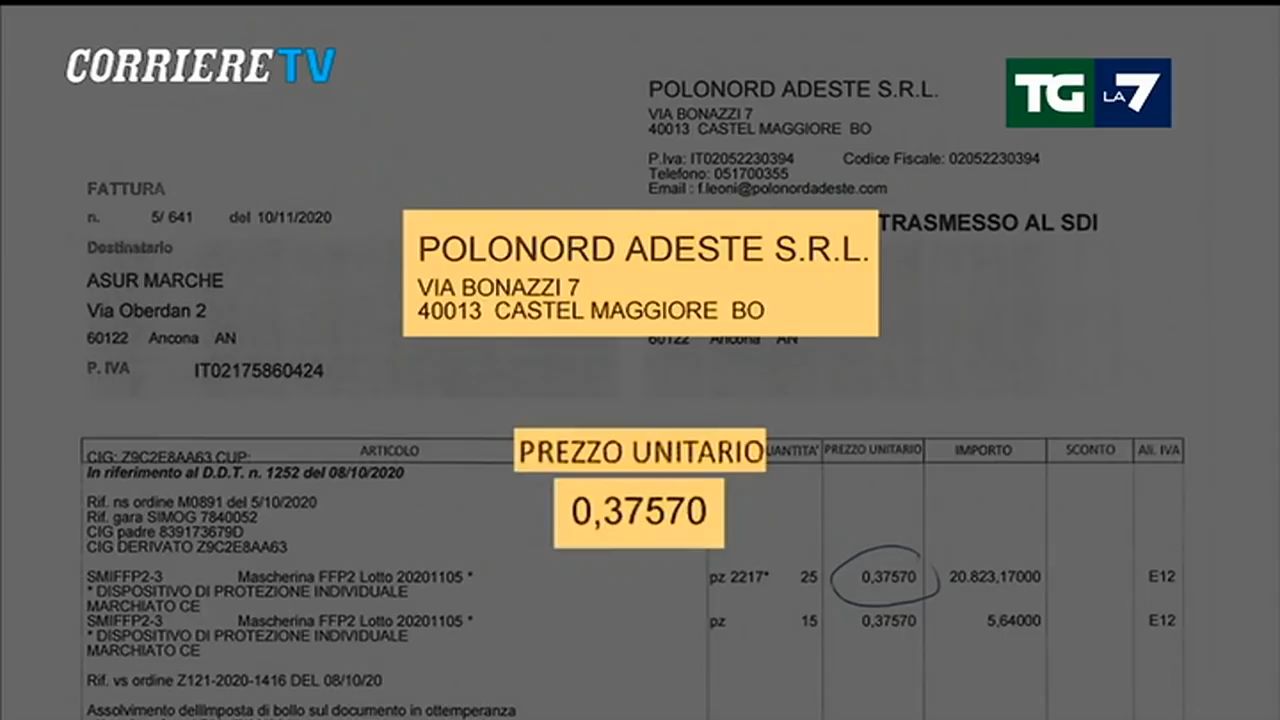 CORRIERE TV
TG LA7
POLONORD ADESTE S.R.L.
VIA BONAZZI 7
40013 CASTEL MAGGIORE BO
P.Iva: IT02052230394 Codice Fiscale: 02052230394
Telefono: 051700355
Email : f.leoni@polonordadeste.com
FATTURA
n. 5/ 641 del 10/11/2020
TRASMESSO AL SDI
Destinatario
ASUR MARCHE
Via Oberdan 2
60122 Ancona AN
P. IVA IT02175860424
POLONORD ADESTE S.R.L.
VIA BONAZZI 7
40013 CASTEL MAGGIORE BO
60122 Ancona AN
PREZZO UNITARIO
0,37570
ARTICOLO PREZZO UNITARIO IMPORTO SCONTO Ali. IVA
CIG: Z9C2E8AA63 CUP:
In riferimento al D.D.T. n. 1252 del 08/10/2020
Rif. ns ordine M0891 del 5/10/2020
Rif. gara SIMOG 7840052
CIG padre 839173679D
CIG DERIVATO Z9C2E8AA63
SMIFFP2-3 Mascherina FFP2 Lotto 20201105 * pz 2217* 25 0,37570 20.823,17000 E12
* DISPOSITIVO DI PROTEZIONE INDIVIDUALE
MARCHIATO CE
SMIFFP2-3 Mascherina FFP2 Lotto 20201105 * pz 15 0,37570 5,64000 E12
* DISPOSITIVO DI PROTEZIONE INDIVIDUALE
MARCHIATO CE
Rif. vs ordine Z121-2020-1416 DEL 08/10/20
Assolvimento dellImposta di bollo sul documento in ottemperanza